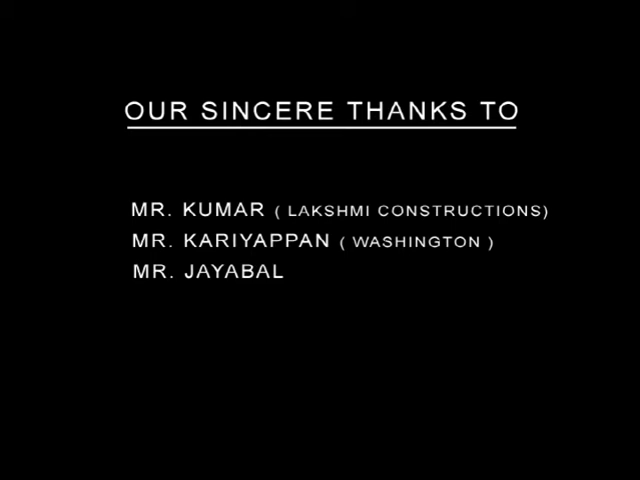 OUR SINCERE THANKS TO
MR. KUMAR ( LAKSHMI CONSTRUCTIONS)
MR. KARIYAPPAN ( WASHINGTON )
MR. JAYABAL